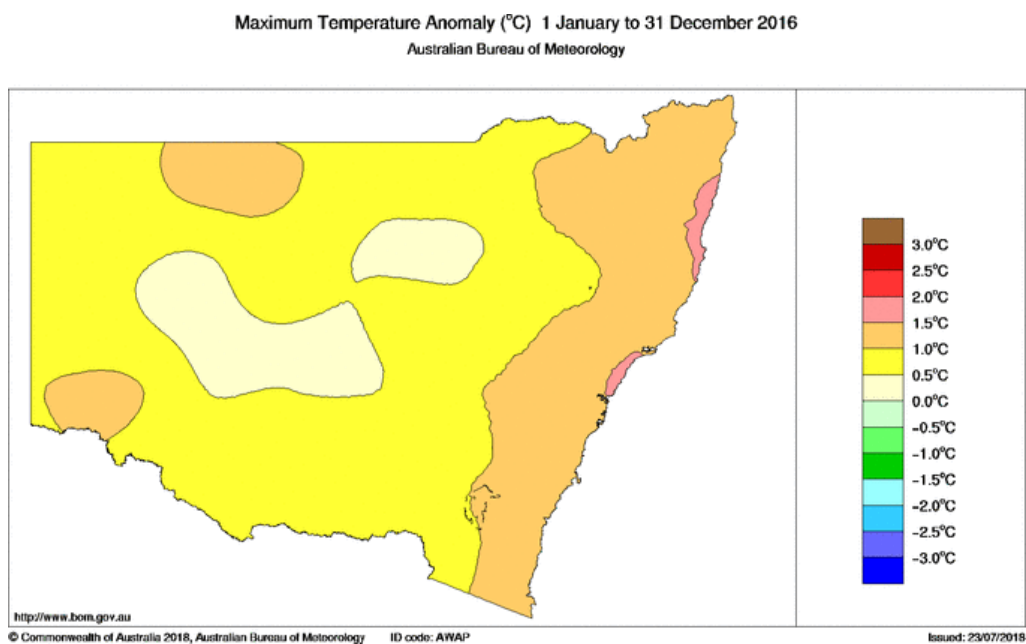 Maximum Temperature Anomaly (°C) 1 January to 31 December 2016
Australian Bureau of Meteorology
3.0°C
2.5°C
2.0°C
1.5°C
1.0°C
0.5°C
0.0°C
-0.5°C
-1.0°C
-1.5°C
-2.0°C
-2.5°C
-3.0°C
http://www.bom.gov.au
© Commonwealth of Australia 2018, Australian Bureau of Meteorology ID code: AWAP Issued: 23/07/2018